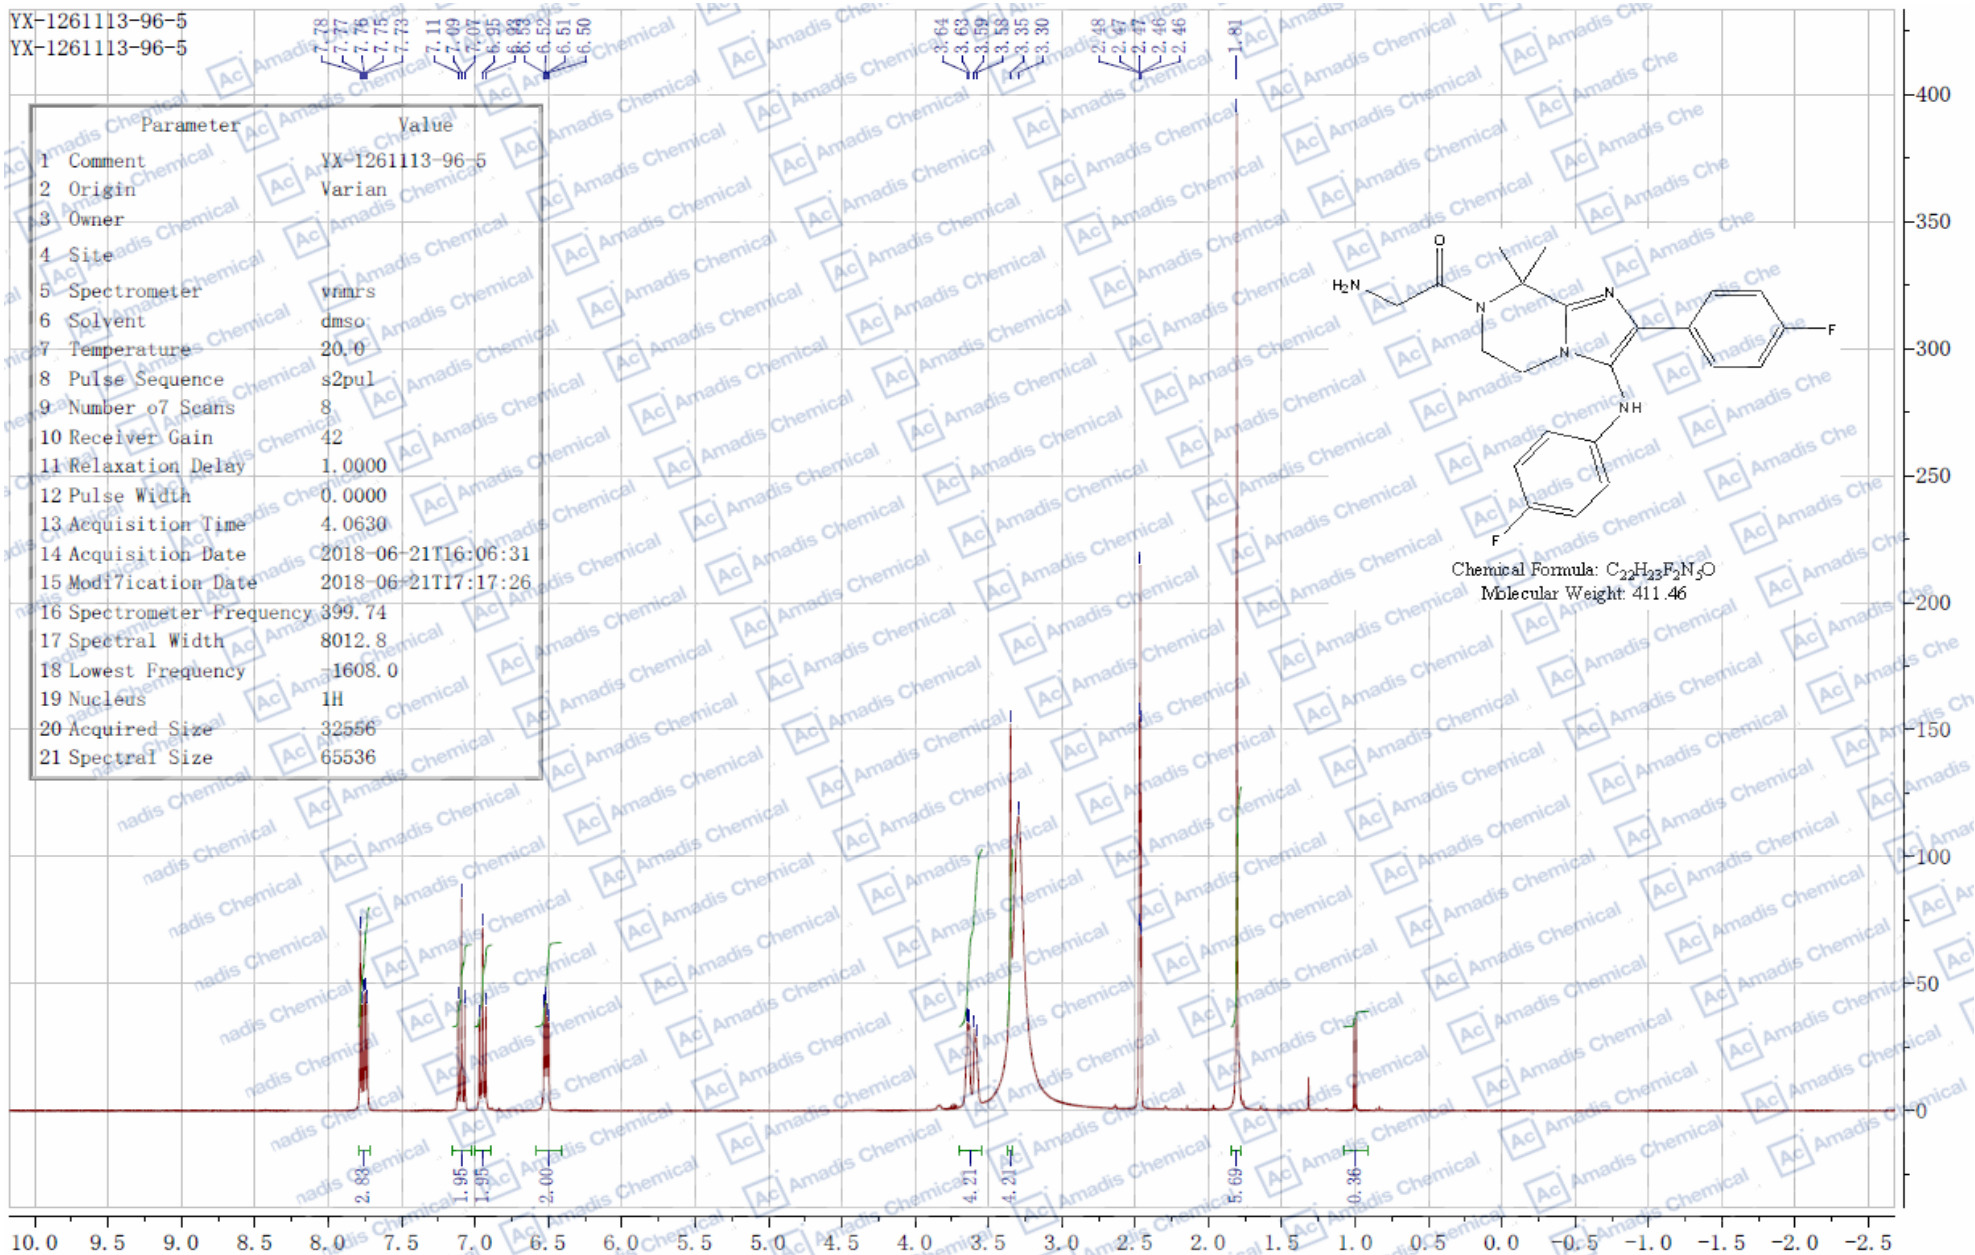 YX-1261113-96-5
YX-1261113-96-5
7.78
7.77
7.76
7.75
7.73
7.11
7.09
7.07
6.95
6.93
6.53
6.52
6.51
6.50
3.64
3.63
3.59
3.58
3.35
3.30
2.48
2.47
2.47
2.46
2.46
1.81
Parameter Value
1 Comment YX-1261113-96-5
2 Origin Varian
3 Owner
4 Site
5 Spectrometer vnmrs
6 Solvent dmso
7 Temperature 20.0
8 Pulse Sequence s2pul
9 Number o7 Scans 8
10 Receiver Gain 42
11 Relaxation Delay 1.0000
12 Pulse Width 0.0000
13 Acquisition Time 4.0630
14 Acquisition Date 2018-06-21T16:06:31
15 Modi7ication Date 2018-06-21T17:17:26
16 Spectrometer Frequency 399.74
17 Spectral Width 8012.8
18 Lowest Frequency -1608.0
19 Nucleus 1H
20 Acquired Size 32556
21 Spectral Size 65536
O
H₂N
N
N
N
F
NH
F
Chemical Formula: C₂₂H₂₃F₂N₅O
Molecular Weight: 411.46
400
350
300
250
200
150
100
50
0
2.83
1.95
1.95
2.00
4.21
4.21
5.69
0.36
10.0 9.5 9.0 8.5 8.0 7.5 7.0 6.5 6.0 5.5 5.0 4.5 4.0 3.5 3.0 2.5 2.0 1.5 1.0 0.5 0.0 -0.5 -1.0 -1.5 -2.0 -2.5
Ac Amadis Chemical